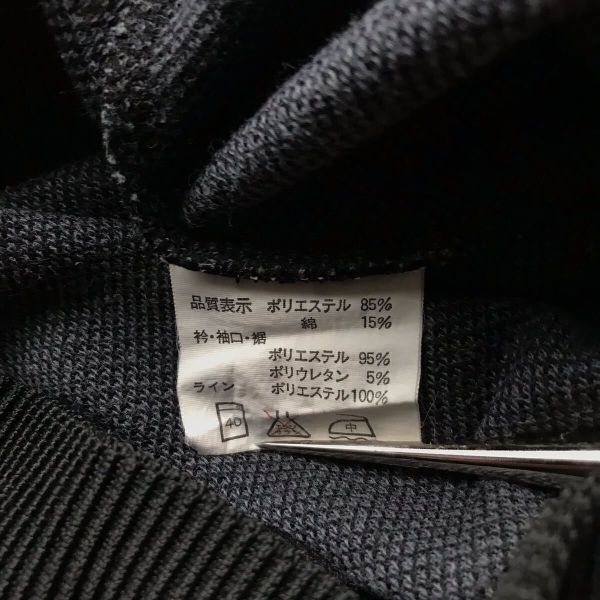 品質表示 ポリエステル 85%
綿 15%
衿・袖口・裾
ポリエステル 95%
ポリウレタン 5%
ライン ポリエステル100%
40 中